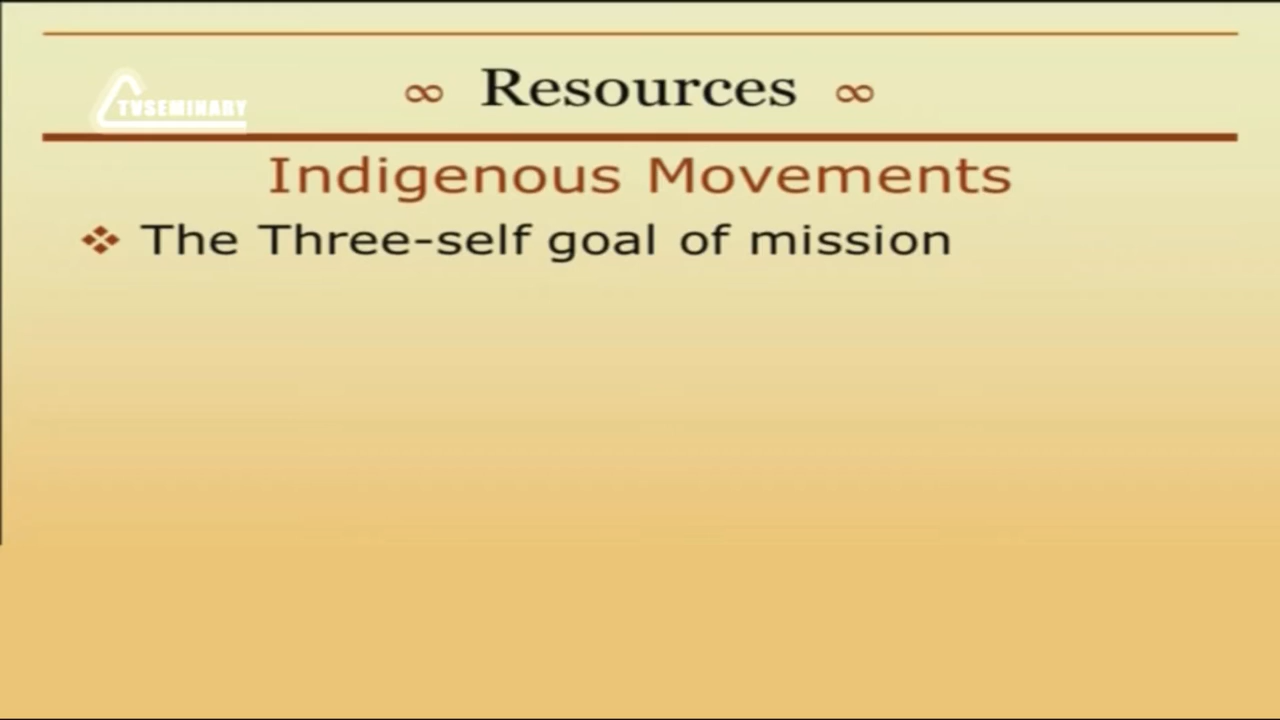 ∞ Resources ∞
TVSEMINARY
Indigenous Movements
❖ The Three-self goal of mission